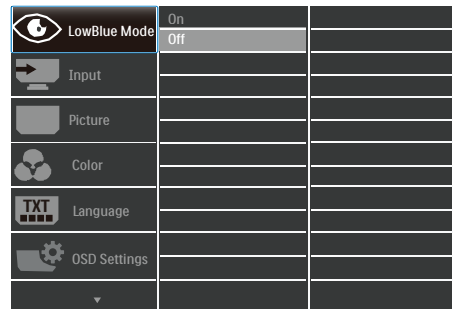 LowBlue Mode
On
Off
Input
Picture
Color
TXT
Language
OSD Settings